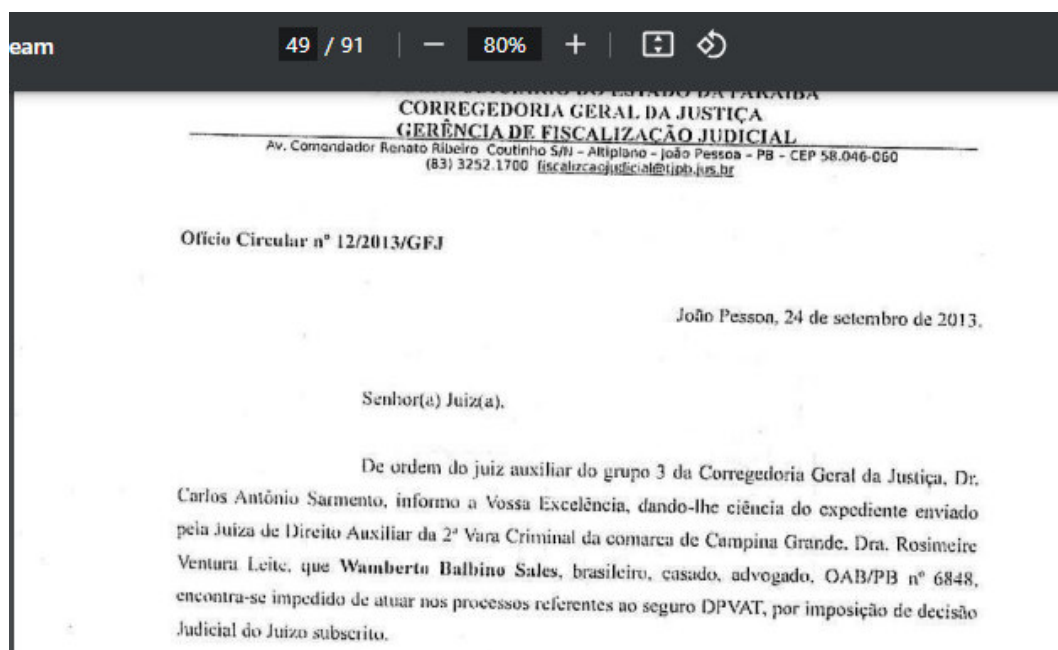 eam
49 / 91 | — 80% + |
JUDICIÁRIO DO ESTADO DA PARAÍBA
CORREGEDORIA GERAL DA JUSTIÇA
GERÊNCIA DE FISCALIZAÇÃO JUDICIAL
Av. Comendador Renato Ribeiro Coutinho S/N – Altiplano – João Pessoa – PB – CEP 58.046-060
(83) 3252.1700 fiscalizcaojudicial@tjpb.jus.br
Ofício Circular nº 12/2013/GFJ
João Pessoa, 24 de setembro de 2013.
Senhor(a) Juiz(a).
De ordem do juiz auxiliar do grupo 3 da Corregedoria Geral da Justiça, Dr.
Carlos Antônio Sarmento, informo a Vossa Excelência, dando-lhe ciência do expediente enviado
pela Juíza de Direito Auxiliar da 2ª Vara Criminal da comarca de Campina Grande, Dra. Rosimeire
Ventura Leite, que Wamberto Balbino Sales, brasileiro, casado, advogado, OAB/PB nº 6848,
encontra-se impedido de atuar nos processos referentes ao seguro DPVAT, por imposição de decisão
Judicial do Juízo subscrito.